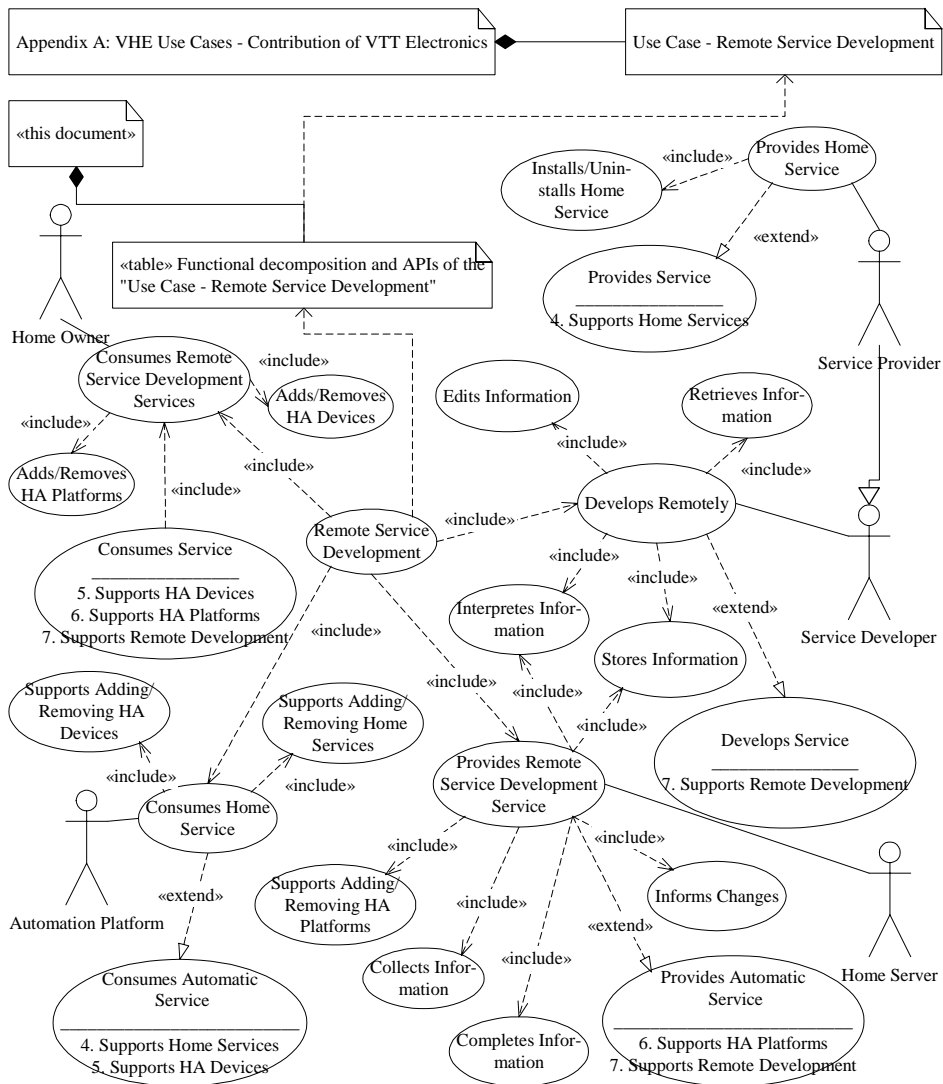 Appendix A: VHE Use Cases - Contribution of VTT Electronics
Use Case - Remote Service Development
«this document»
Provides Home
Service
«include»
Installs/Unin-
stalls Home
Service
«extend»
«table» Functional decomposition and APIs of the
"Use Case - Remote Service Development"
Provides Service
4. Supports Home Services
Home Owner
Service Provider
Consumes Remote
Service Development
Services
«include»
Adds/Removes
HA Devices
Edits Information
Retrieves Infor-
mation
«include»
Adds/Removes
HA Platforms
«include»
«include»
«include»
«include»
Develops Remotely
Remote Service
Development
«include»
Consumes Service
5. Supports HA Devices
6. Supports HA Platforms
7. Supports Remote Development
«include»
«include»
«include»
«extend»
Interpretes Infor-
mation
Service Developer
Stores Information
Supports Adding/
Removing HA
Devices
Supports Adding/
Removing Home
Services
«include»
«include»
«include»
Develops Service
7. Supports Remote Development
Provides Remote
Service Development
Service
«include»
«include»
Consumes Home
Service
«include»
«include»
Automation Platform
«extend»
Supports Adding/
Removing HA
Platforms
«include»
Informs Changes
«extend»
«include»
Collects Infor-
mation
Home Server
Consumes Automatic
Service
4. Supports Home Services
5. Supports HA Devices
Provides Automatic
Service
6. Supports HA Platforms
7. Supports Remote Development
Completes Infor-
mation